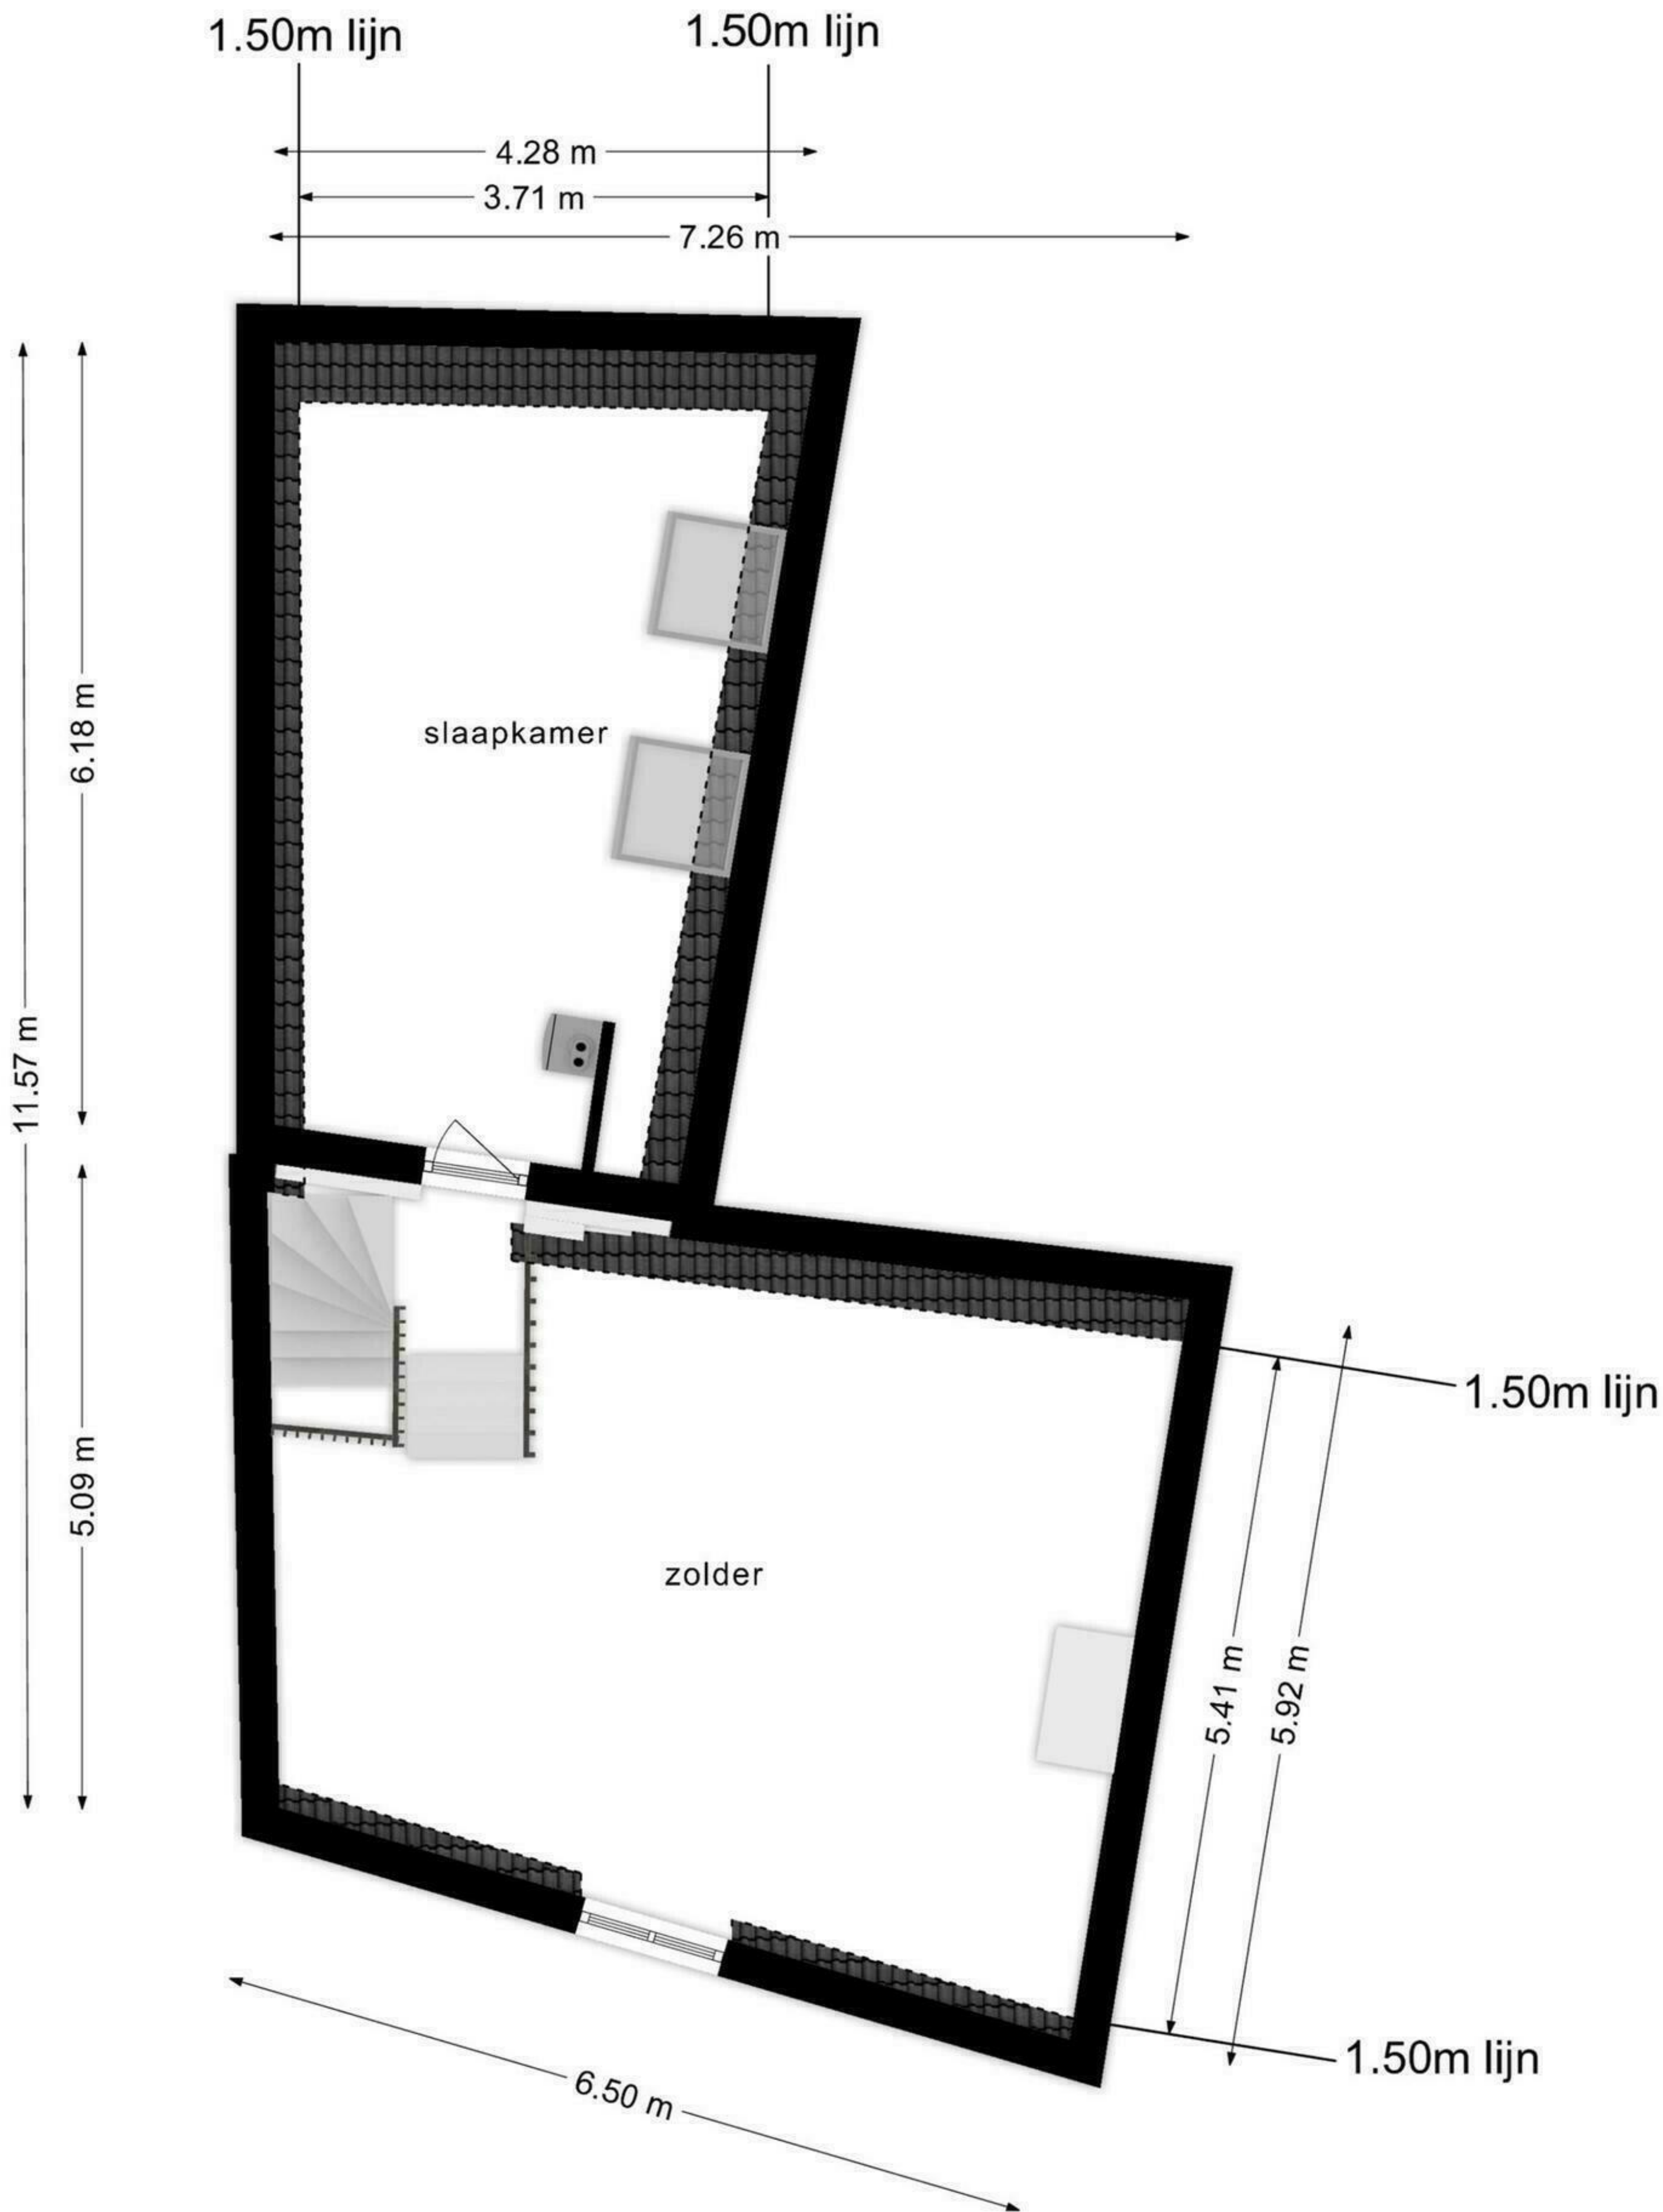 1.50m lijn
1.50m lijn
4.28 m
3.71 m
7.26 m
6.18 m
slaapkamer
11.57 m
1.50m lijn
5.09 m
zolder
5.41 m
5.92 m
1.50m lijn
6.50 m